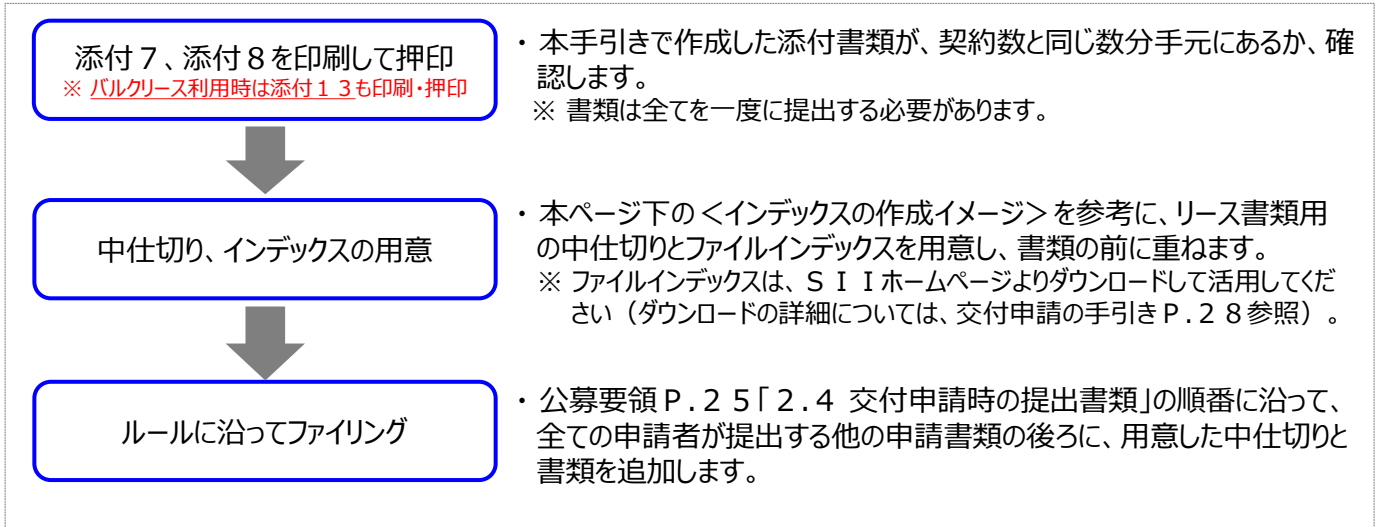 添付７、添付８を印刷して押印
※ バルクリース利用時は添付１３も印刷・押印
・ 本手引きで作成した添付書類が、契約数と同じ数分手元にあるか、確
認します。
※ 書類は全てを一度に提出する必要があります。
中仕切り、インデックスの用意
・ 本ページ下の＜インデックスの作成イメージ＞を参考に、リース書類用
の中仕切りとファイルインデックスを用意し、書類の前に重ねます。
※ ファイルインデックスは、ＳＩＩホームページよりダウンロードして活用してくだ
さい（ダウンロードの詳細については、交付申請の手引きＰ.２８参照）。
ルールに沿ってファイリング
・ 公募要領Ｐ.２５「２.４ 交付申請時の提出書類」の順番に沿って、
全ての申請者が提出する他の申請書類の後ろに、用意した中仕切りと
書類を追加します。